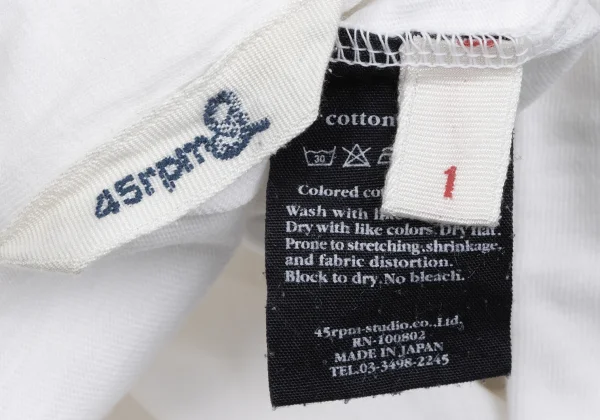 45rpm
cotton
1
30
Colored
Wash with
Dry with like colors. Dry flat.
Prone to stretching,shrinkage,
and fabric distortion.
Block to dry.No bleach.
45rpm-studio.co.,Ltd.
RN-100802
MADE IN JAPAN
TEL.03-3498-2245